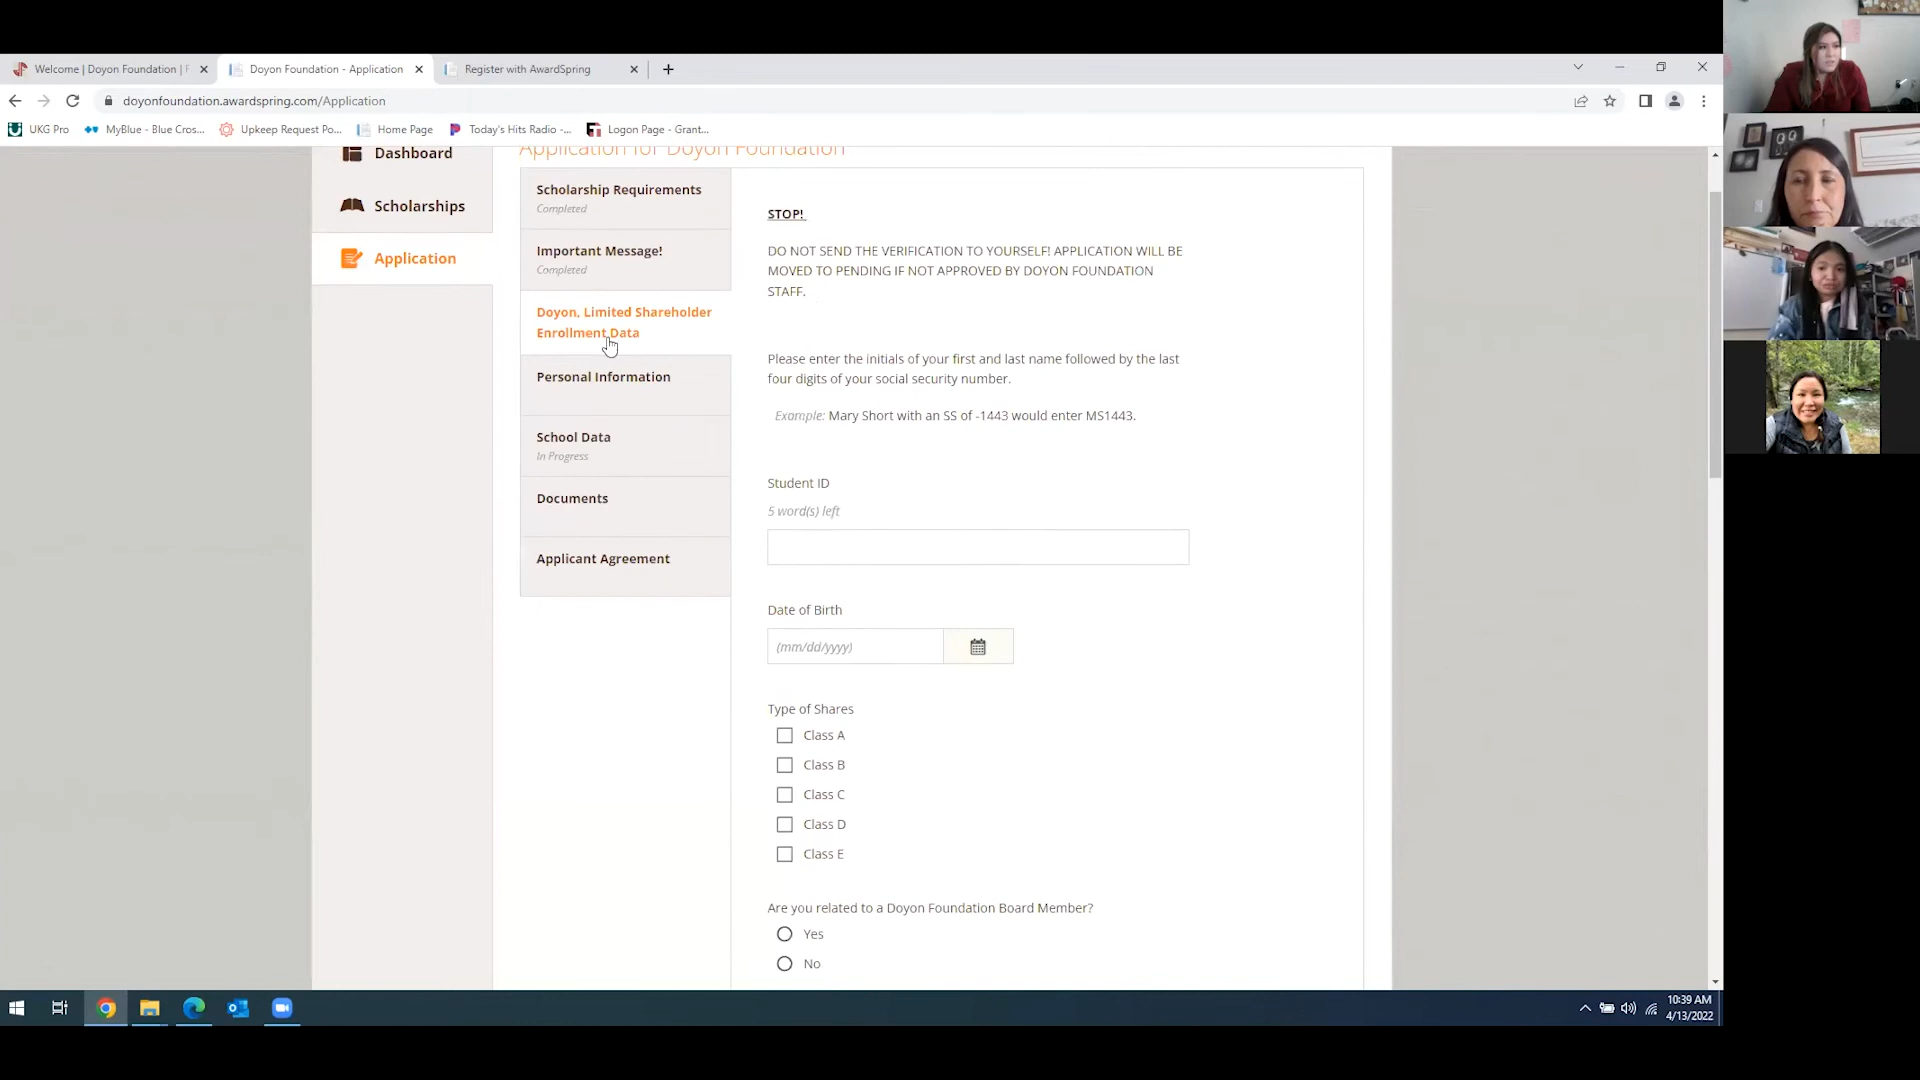 Welcome | Doyon Foundation | F
Doyon Foundation - Application
Register with AwardSpring
doyonfoundation.awardspring.com/Application
UKG Pro
MyBlue - Blue Cros...
Upkeep Request Po...
Home Page
Today's Hits Radio -...
Logon Page - Grant...
Dashboard
Scholarships
Application
Application for Doyon Foundation
Scholarship Requirements
Completed
Important Message!
Completed
Doyon, Limited Shareholder
Enrollment Data
Personal Information
School Data
In Progress
Documents
Applicant Agreement
STOP!
DO NOT SEND THE VERIFICATION TO YOURSELF! APPLICATION WILL BE
MOVED TO PENDING IF NOT APPROVED BY DOYON FOUNDATION
STAFF.
Please enter the initials of your first and last name followed by the last
four digits of your social security number.
Example: Mary Short with an SS of -1443 would enter MS1443.
Student ID
5 word(s) left
Date of Birth
(mm/dd/yyyy)
Type of Shares
Class A
Class B
Class C
Class D
Class E
Are you related to a Doyon Foundation Board Member?
Yes
No
10:39 AM
4/13/2022